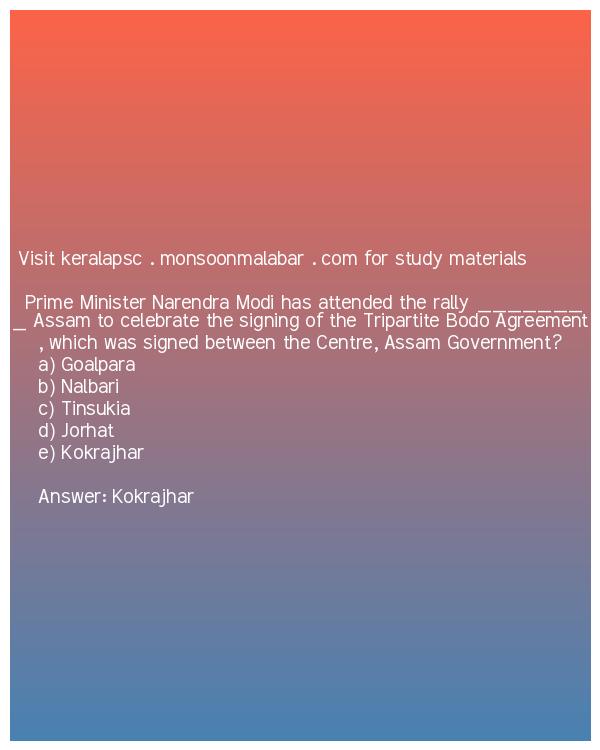 Visit keralapsc . monsoonmalabar . com for study materials
Prime Minister Narendra Modi has attended the rally _______
_ Assam to celebrate the signing of the Tripartite Bodo Agreement
, which was signed between the Centre, Assam Government?
a) Goalpara
b) Nalbari
c) Tinsukia
d) Jorhat
e) Kokrajhar
Answer: Kokrajhar